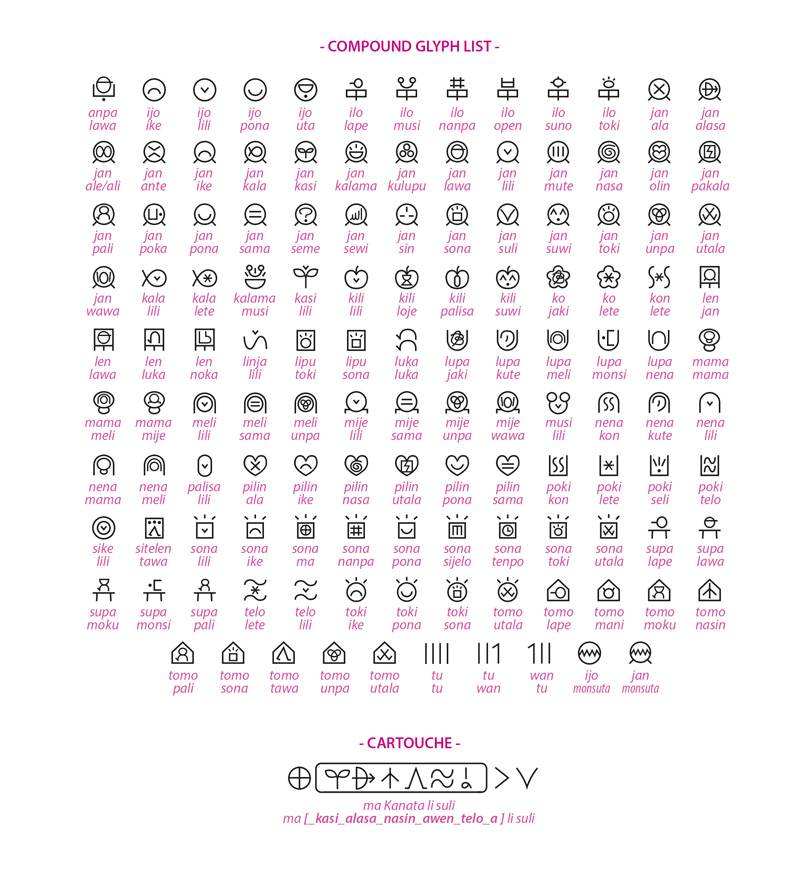 - COMPOUND GLYPH LIST -
anpa ijo ijo ijo ijo ilo ilo ilo ilo ilo ilo jan jan
lawa ike lili pona uta lape musi nanpa open suno toki ala alasa
jan jan jan jan jan jan jan jan jan jan jan jan jan
ale/ali ante ike kala kasi kalama kulupu lawa lili mute nasa olin pakala
jan jan jan jan jan jan jan jan jan jan jan jan jan
pali poka pona sama seme sewi sin sona suli suwi toki unpa utala
jan kala kala kalama kasi kili kili kili kili ko ko kon len
wawa lili lete musi lili lili loje palisa suwi jaki lete lete jan
len len len linja lipu lipu luka lupa lupa lupa lupa lupa mama
lawa luka noka lili toki sona luka jaki kute meli monsi nena mama
mama mama meli meli meli mije mije mije mije musi nena nena nena
meli mije lili sama unpa lili sama unpa wawa lili kon kute lili
nena nena palisa pilin pilin pilin pilin pilin pilin poki poki poki poki
mama meli lili ala ike nasa utala pona sama kon lete seli telo
sike sitelen sona sona sona sona sona sona sona sona sona supa supa
lili tawa lili ike ma nanpa pona sijelo tenpo toki utala lape lawa
supa supa supa telo telo toki toki toki tomo tomo tomo tomo tomo
moku monsi pali lete lili ike pona sona utala lape mani moku nasin
tomo tomo tomo tomo tomo tu tu wan ijo jan
pali sona tawa unpa utala tu wan tu monsuta monsuta
- CARTOUCHE -
ma Kanata li suli
ma [_kasi_alasa_nasin_awen_telo_a ] li suli